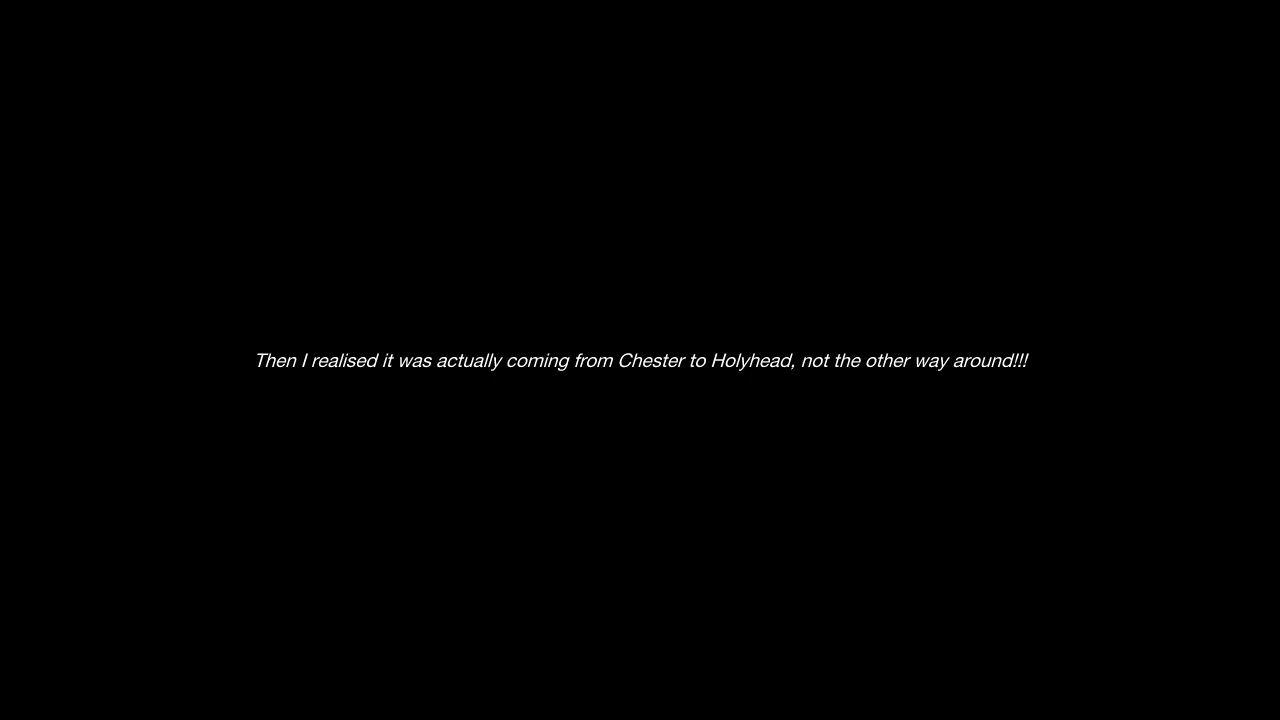 Then I realised it was actually coming from Chester to Holyhead, not the other way around!!!